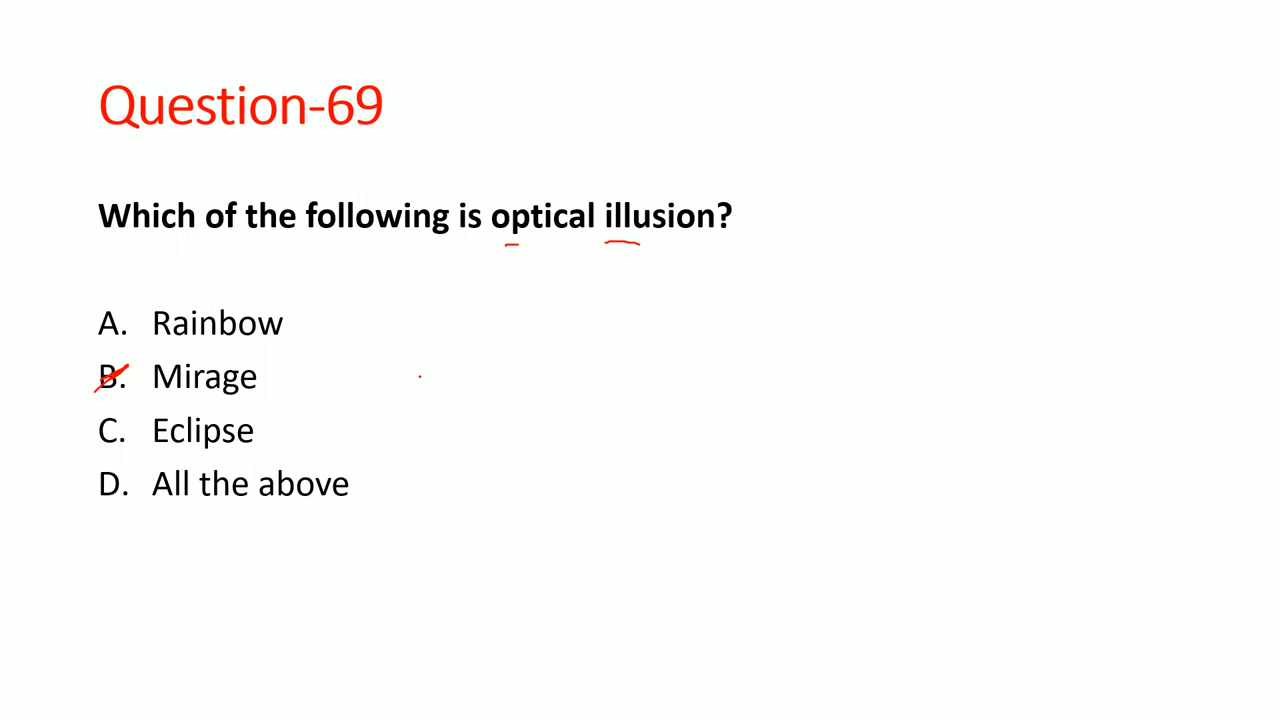 Question-69
Which of the following is optical illusion?
A. Rainbow
B. Mirage
C. Eclipse
D. All the above